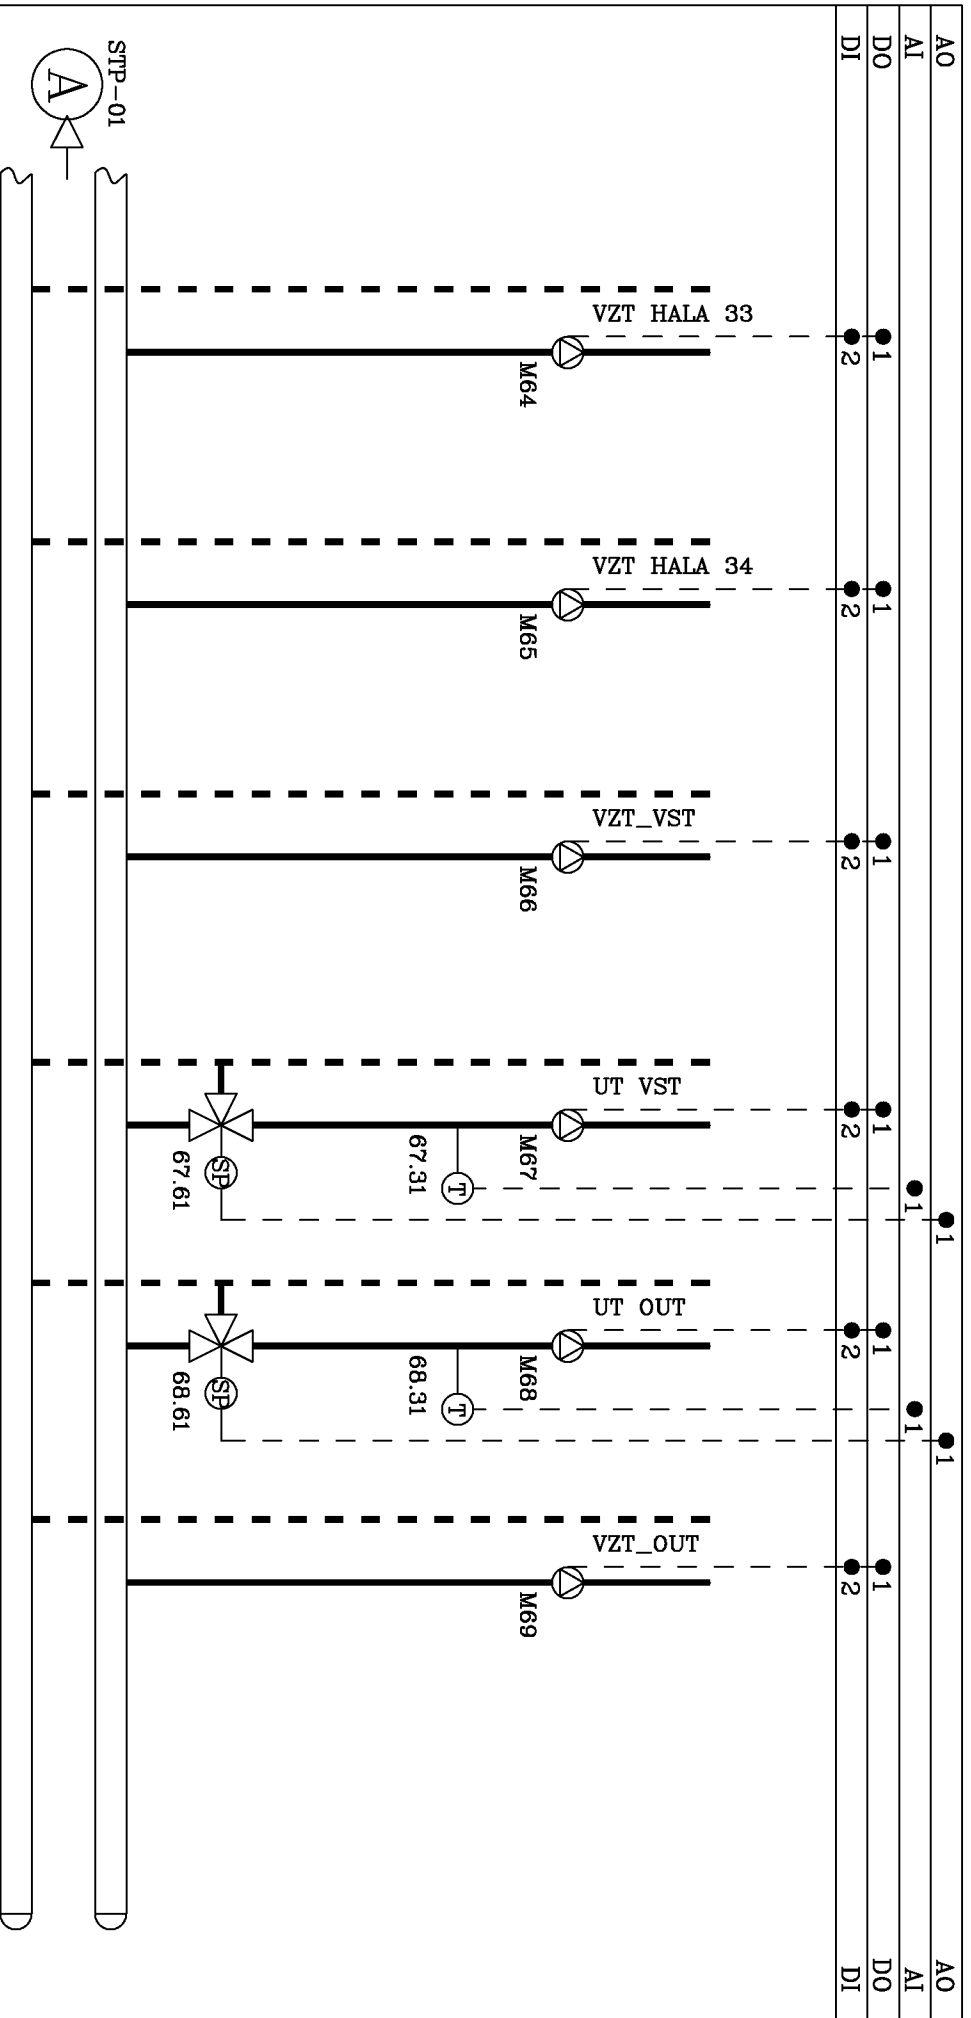 AO
AI
DO
DI
AO
AI
DO
DI
1
2
1
2
1
2
1
2
1
1
1
2
1
1
1
2
VZT HALA 33
M64
VZT HALA 34
M65
VZT_VST
M66
UT VST
M67
67.31
T
67.61
SP
UT OUT
M68
68.31
T
68.61
SP
VZT_OUT
M69
STP-01
A